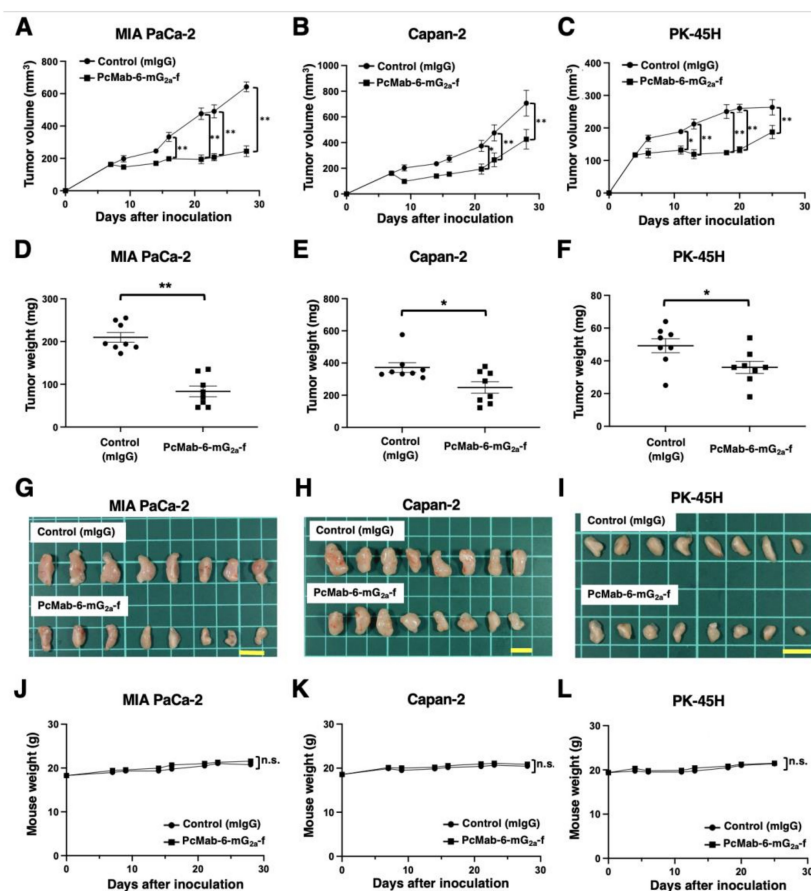 A MIA PaCa-2
Control (mIgG)
PcMab-6-mG2a-f
Tumor volume (mm3)
800
600
400
200
0
**
**
**
**
0 10 20 30
Days after inoculation
B Capan-2
Control (mIgG)
PcMab-6-mG2a-f
Tumor volume (mm3)
1000
800
600
400
200
0
*
**
**
0 10 20 30
Days after inoculation
C PK-45H
Control (mIgG)
PcMab-6-mG2a-f
Tumor volume (mm3)
400
300
200
100
0
*
**
**
**
**
0 5 10 15 20 25 30
Days after inoculation
D MIA PaCa-2
Tumor weight (mg)
300
200
100
0
**
Control
(mIgG)
PcMab-6-mG2a-f
E Capan-2
Tumor weight (mg)
800
600
400
200
0
*
Control
(mIgG)
PcMab-6-mG2a-f
F PK-45H
Tumor weight (mg)
80
60
40
20
0
*
Control
(mIgG)
PcMab-6-mG2a-f
G MIA PaCa-2
Control (mIgG)
PcMab-6-mG2a-f
H Capan-2
Control (mIgG)
PcMab-6-mG2a-f
I PK-45H
Control (mIgG)
PcMab-6-mG2a-f
J MIA PaCa-2
Mouse weight (g)
30
20
10
0
n.s.
Control (mIgG)
PcMab-6-mG2a-f
0 10 20 30
Days after inoculation
K Capan-2
Mouse weight (g)
30
20
10
0
n.s.
Control (mIgG)
PcMab-6-mG2a-f
0 10 20 30
Days after inoculation
L PK-45H
Mouse weight (g)
30
20
10
0
n.s.
Control (mIgG)
PcMab-6-mG2a-f
0 10 20 30
Days after inoculation